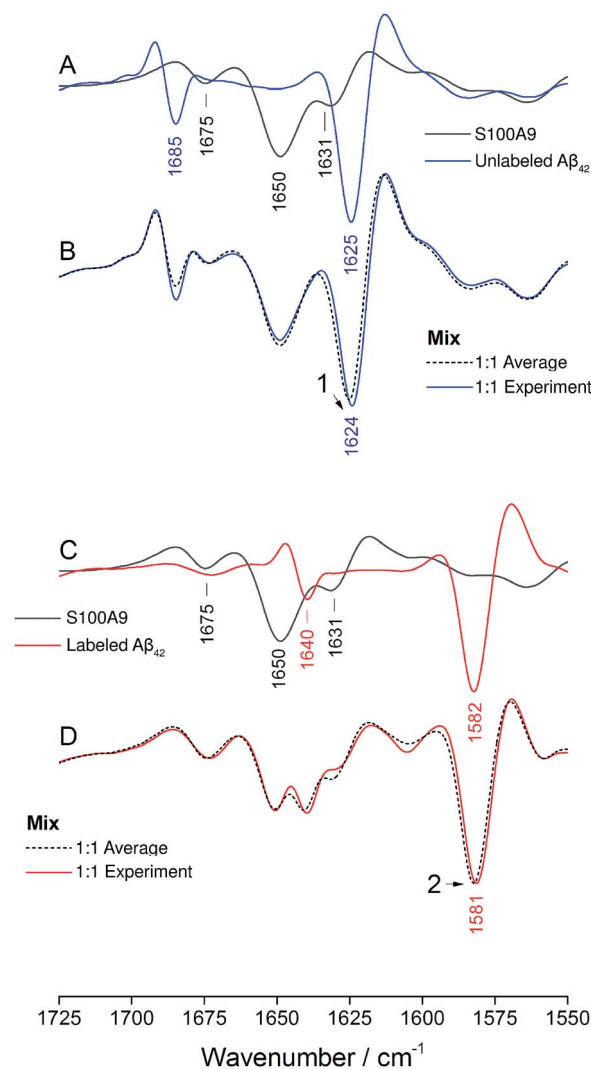 A
1685
1675
1650
1631
1625
S100A9
Unlabeled Aβ₄₂
B
Mix
1:1 Average
1:1 Experiment
1
1624
C
S100A9
Labeled Aβ₄₂
1675
1650
1640
1631
1582
D
Mix
1:1 Average
1:1 Experiment
2
1581
1725 1700 1675 1650 1625 1600 1575 1550
Wavenumber / cm⁻¹